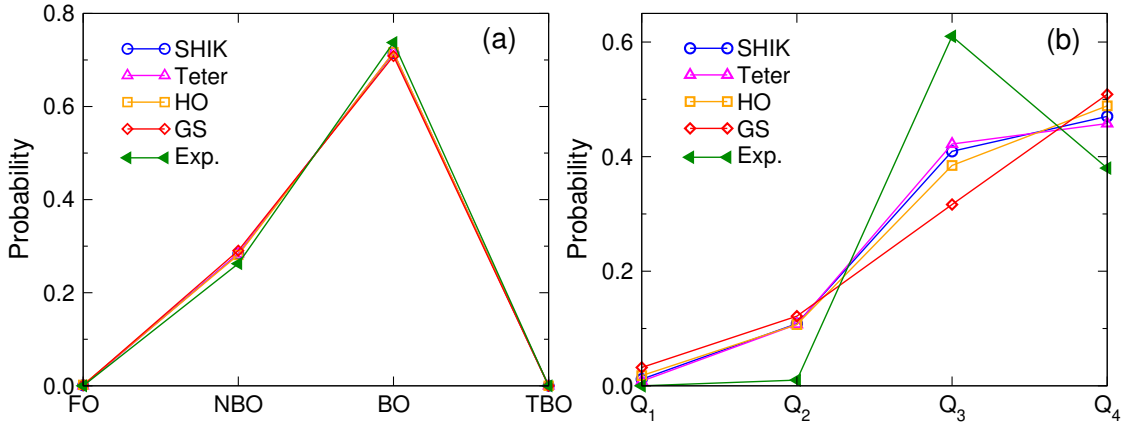 (a)
SHIK
Teter
HO
GS
Exp.
Probability
0.8
0.6
0.4
0.2
0.0
FO
NBO
BO
TBO
(b)
SHIK
Teter
HO
GS
Exp.
Probability
0.6
0.4
0.2
0.0
Q₁
Q₂
Q₃
Q₄